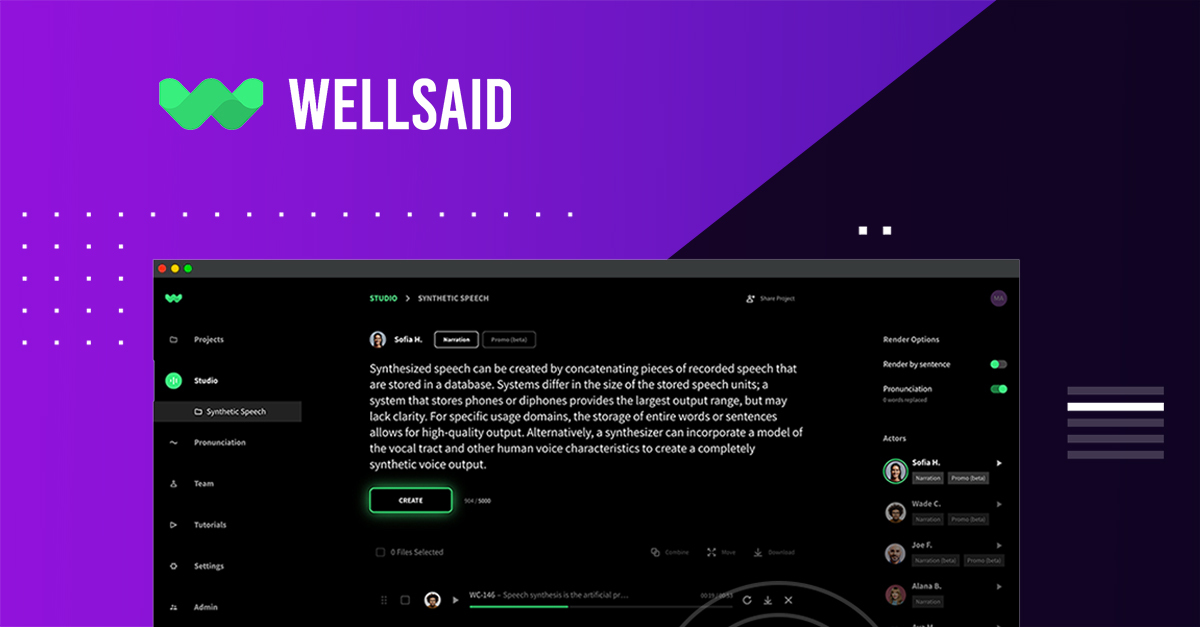 WELLSAID
STUDIO > SYNTHETIC SPEECH
Share Project
MA
Projects
Studio
Synthetic Speech
Pronunciation
Team
Tutorials
Settings
Admin
Sofia H.
Narration
Promo (beta)
Synthesized speech can be created by concatenating pieces of recorded speech that
are stored in a database. Systems differ in the size of the stored speech units; a
system that stores phones or diphones provides the largest output range, but may
lack clarity. For specific usage domains, the storage of entire words or sentences
allows for high-quality output. Alternatively, a synthesizer can incorporate a model of
the vocal tract and other human voice characteristics to create a completely
synthetic voice output.
CREATE
504 / 5000
0 Files Selected
Combine
Move
Download
WC-146 – Speech synthesis is the artificial pr...
Render Options
Render by sentence
Pronunciation
0 words replaced
Actors
Sofia H.
Narration
Promo (beta)
Wade C.
Narration
Promo (beta)
Joe F.
Narration (beta)
Promo (beta)
Alana B.
Narration